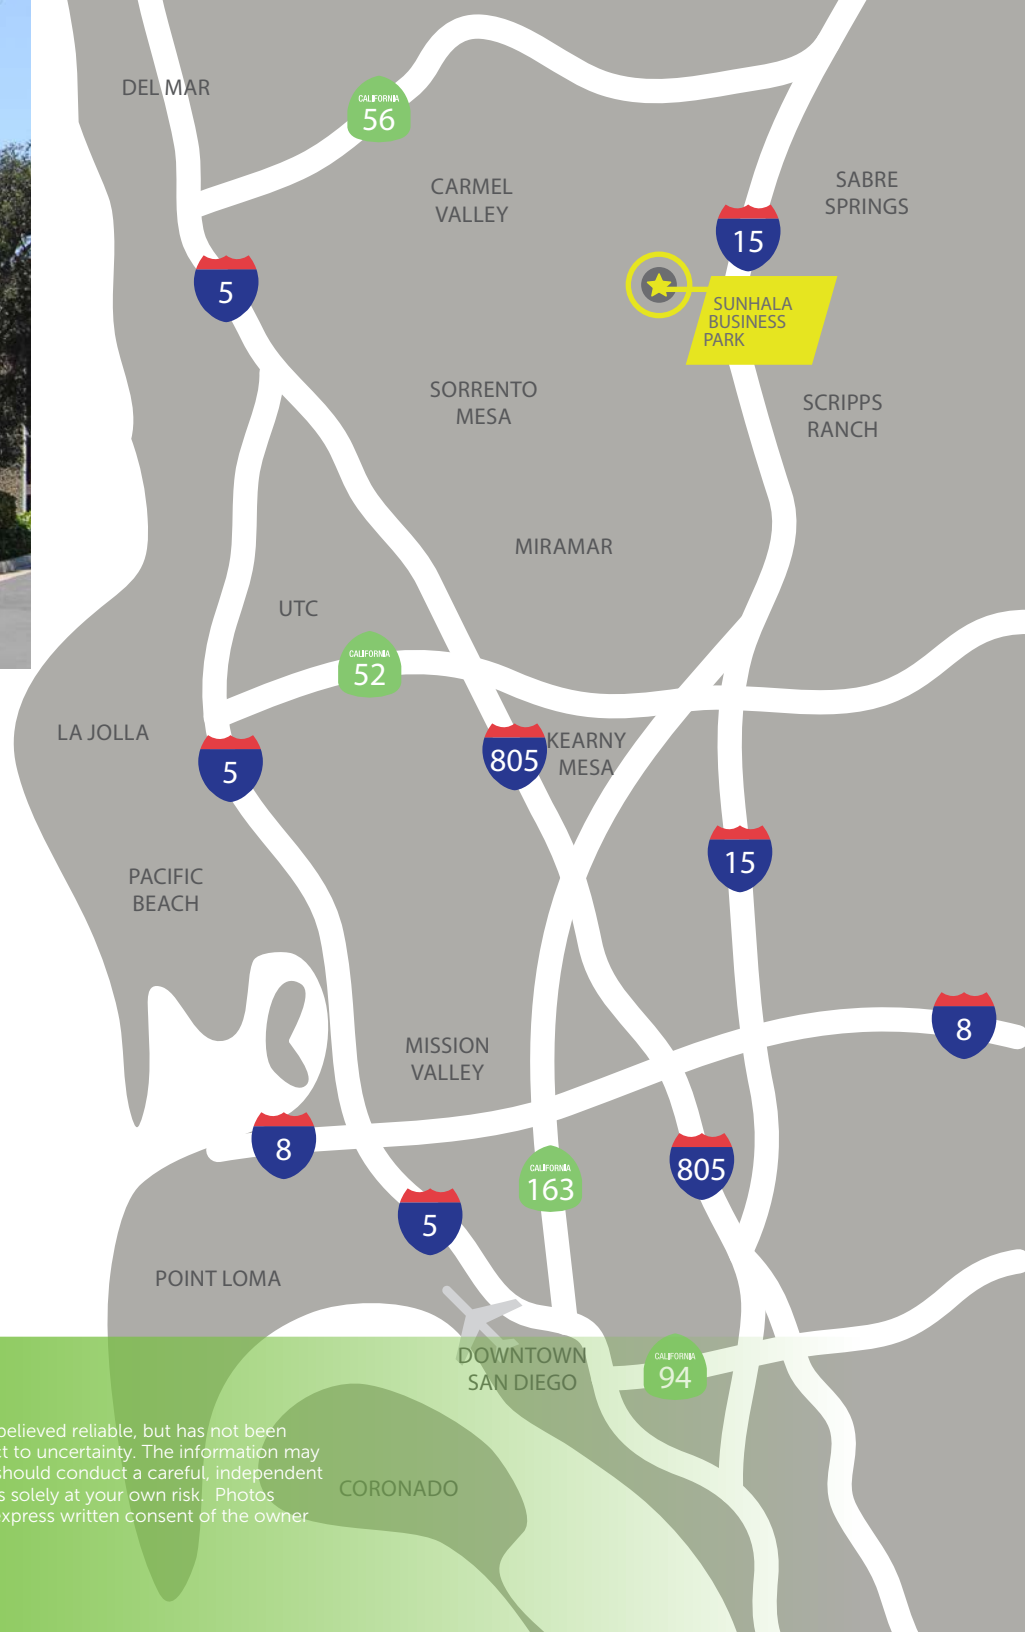 DEL MAR
CALIFORNIA
56
CARMEL
VALLEY
SABRE
SPRINGS
15
5
SUNHALA
BUSINESS
PARK
SORRENTO
MESA
SCRIPPS
RANCH
MIRAMAR
UTC
CALIFORNIA
52
LA JOLLA
5
805
KEARNY
MESA
15
PACIFIC
BEACH
8
MISSION
VALLEY
8
805
CALIFORNIA
163
5
POINT LOMA
DOWNTOWN
SAN DIEGO
CALIFORNIA
94
believed reliable, but has not been
ct to uncertainty. The information may
should conduct a careful, independent
s solely at your own risk. Photos
express written consent of the owner
CORONADO